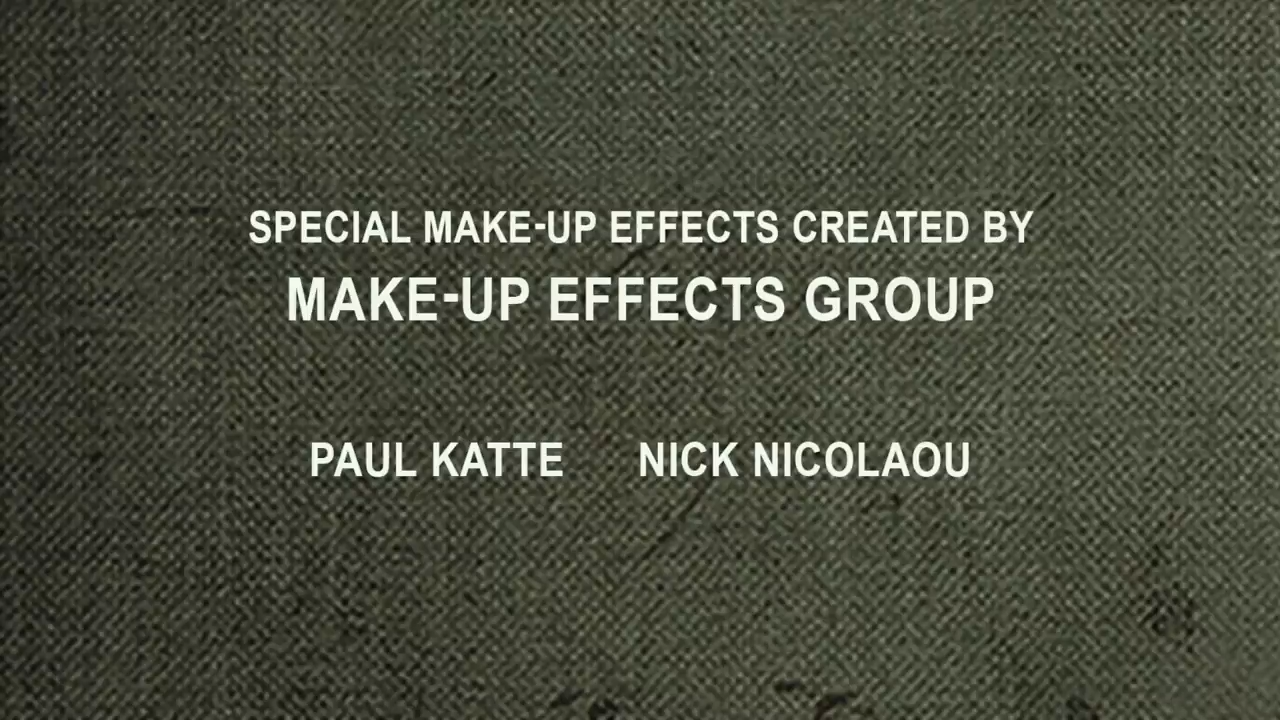 SPECIAL MAKE-UP EFFECTS CREATED BY
MAKE-UP EFFECTS GROUP
PAUL KATTE NICK NICOLAOU